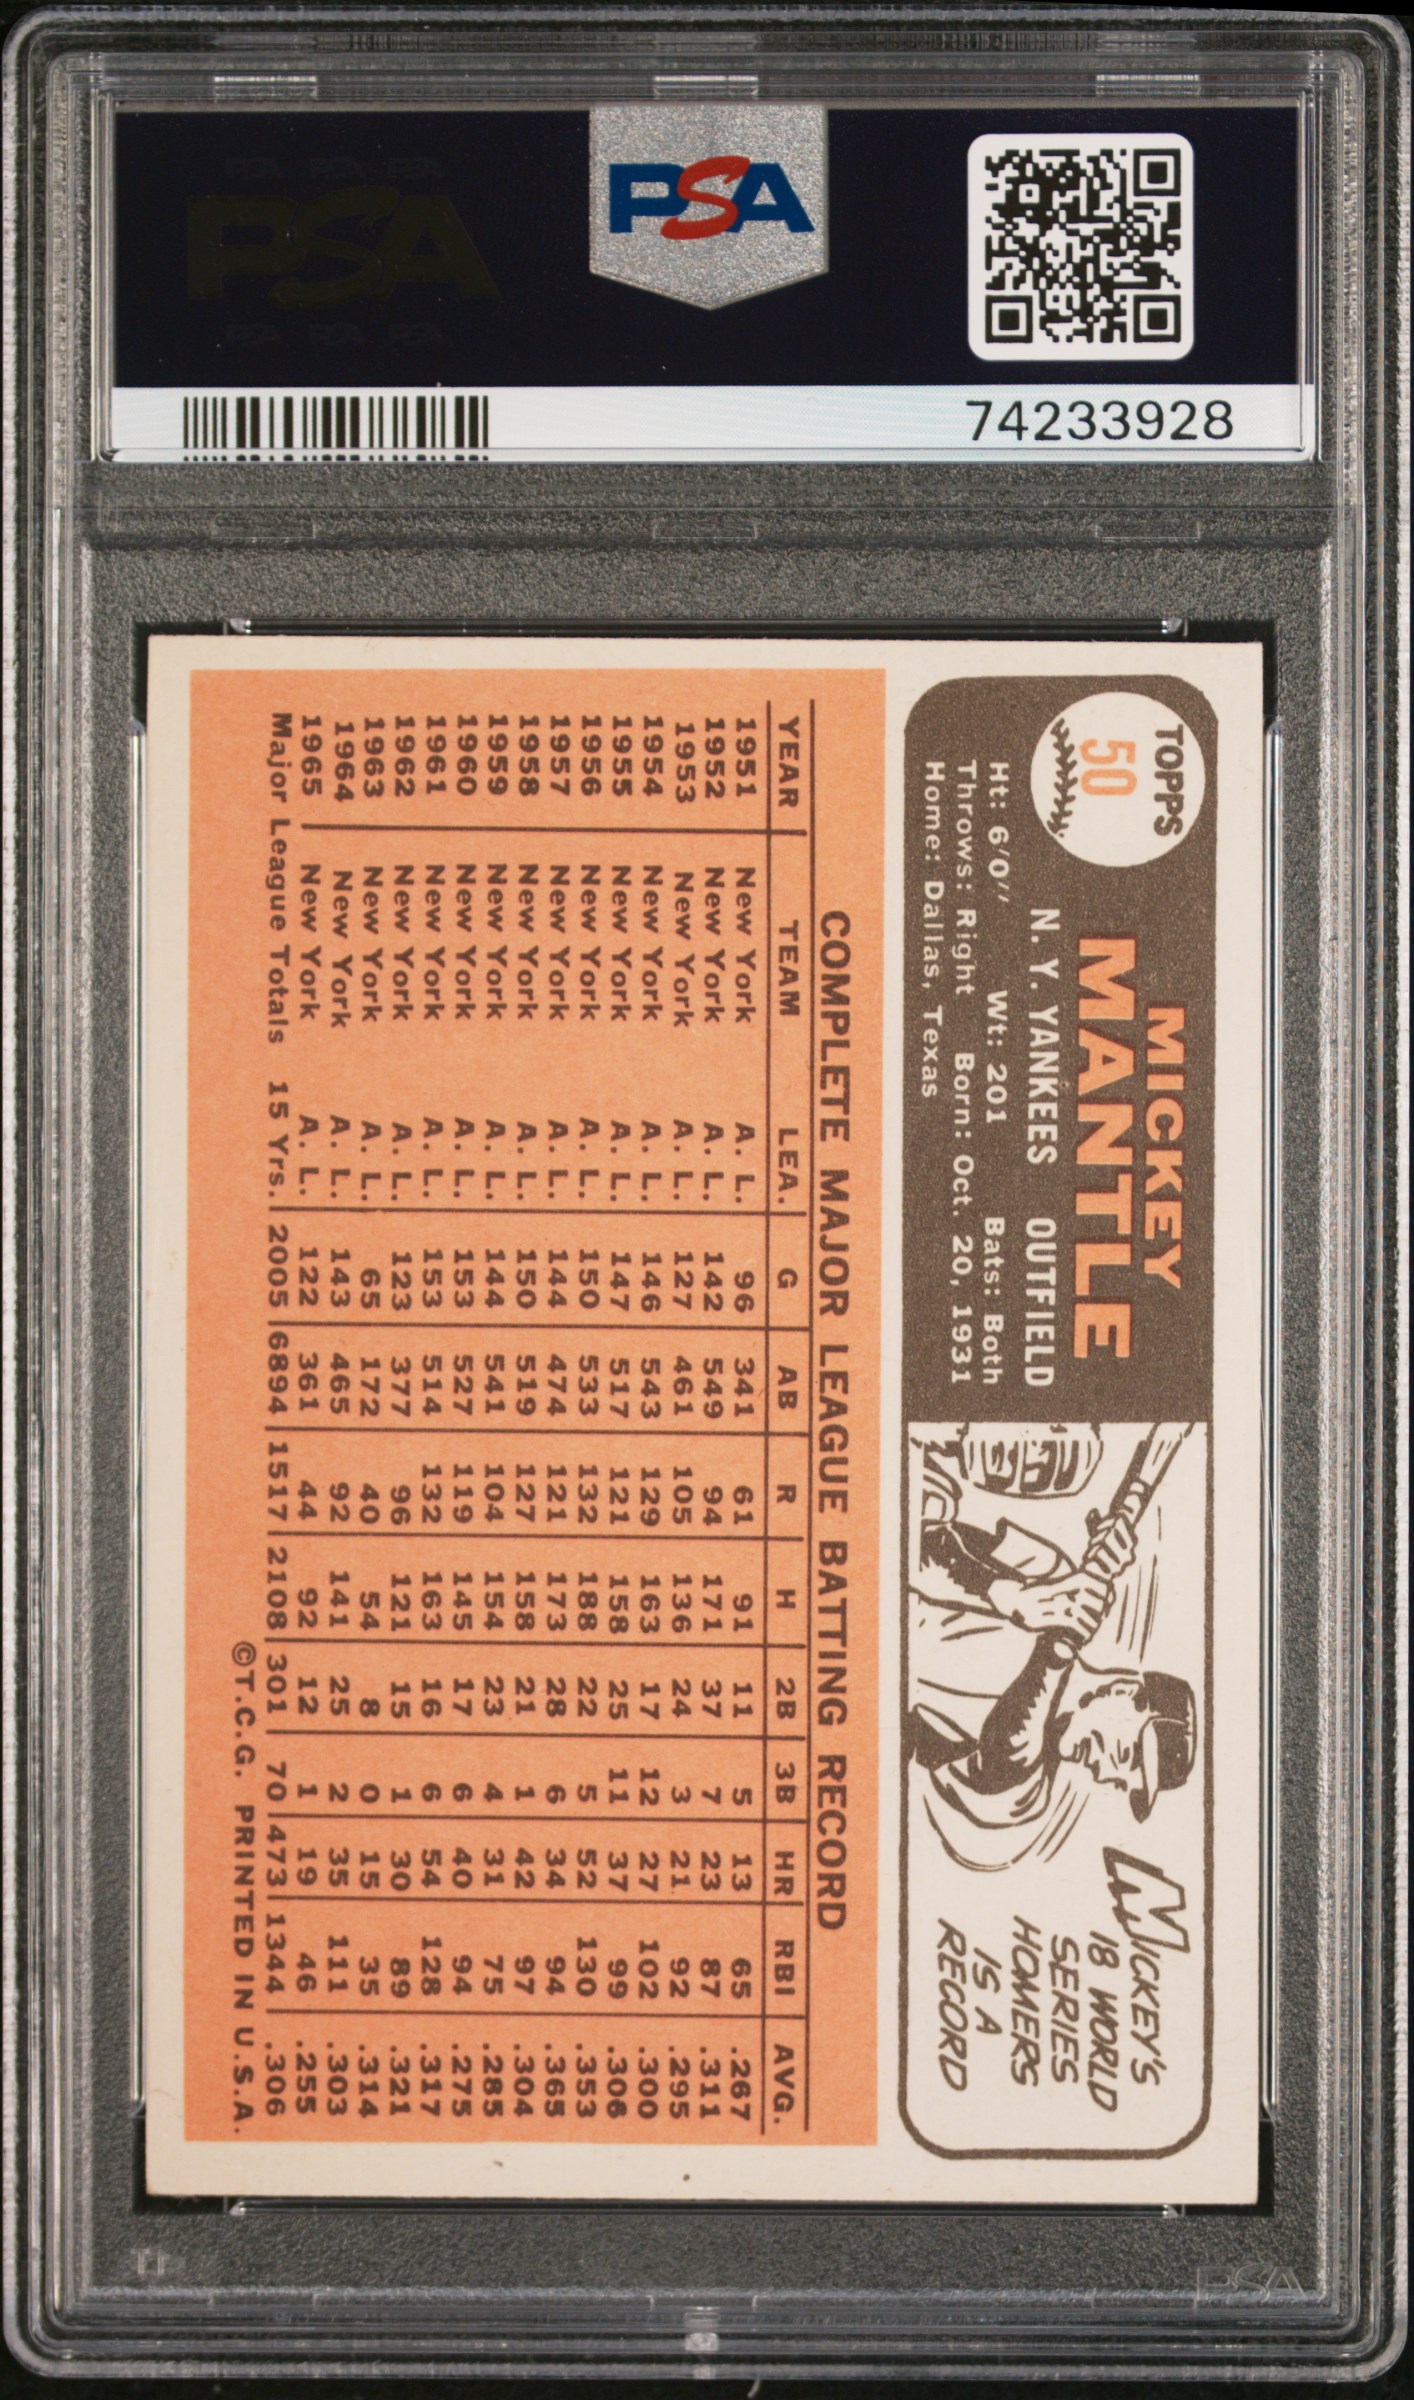 PSA PSA PSA
PSA
PSA PSA PSA
PSA
74233928
TOPPS
50
MICKEY
MANTLE
N. Y. YANKEES OUTFIELD
Ht: 6'0" Wt: 201 Bats: Both
Throws: Right Born: Oct. 20, 1931
Home: Dallas, Texas
MICKEY'S
18 WORLD
SERIES
HOMERS
IS A
RECORD
COMPLETE MAJOR LEAGUE BATTING RECORD
YEAR TEAM LEA. G AB R H 2B 3B HR RBI AVG.
1951 New York A. L. 96 341 61 91 11 5 13 65 .267
1952 New York A. L. 142 549 94 171 37 7 23 87 .311
1953 New York A. L. 127 461 105 136 24 3 21 92 .295
1954 New York A. L. 146 543 129 163 17 12 27 102 .300
1955 New York A. L. 147 517 121 158 25 11 37 99 .306
1956 New York A. L. 150 533 132 188 22 5 52 130 .353
1957 New York A. L. 144 474 121 173 28 6 34 94 .365
1958 New York A. L. 150 519 127 158 21 1 42 97 .304
1959 New York A. L. 144 541 104 154 23 4 31 75 .285
1960 New York A. L. 153 527 119 145 17 6 40 94 .275
1961 New York A. L. 153 514 132 163 16 6 54 128 .317
1962 New York A. L. 123 377 96 121 15 1 30 89 .321
1963 New York A. L. 65 172 40 54 8 0 15 35 .314
1964 New York A. L. 143 465 92 141 25 2 35 111 .303
1965 New York A. L. 122 361 44 92 12 1 19 46 .255
Major League Totals 15 Yrs. 2005 6894 1517 2108 301 70 473 1344 .306
©T.C.G. PRINTED IN U.S.A.
PSA